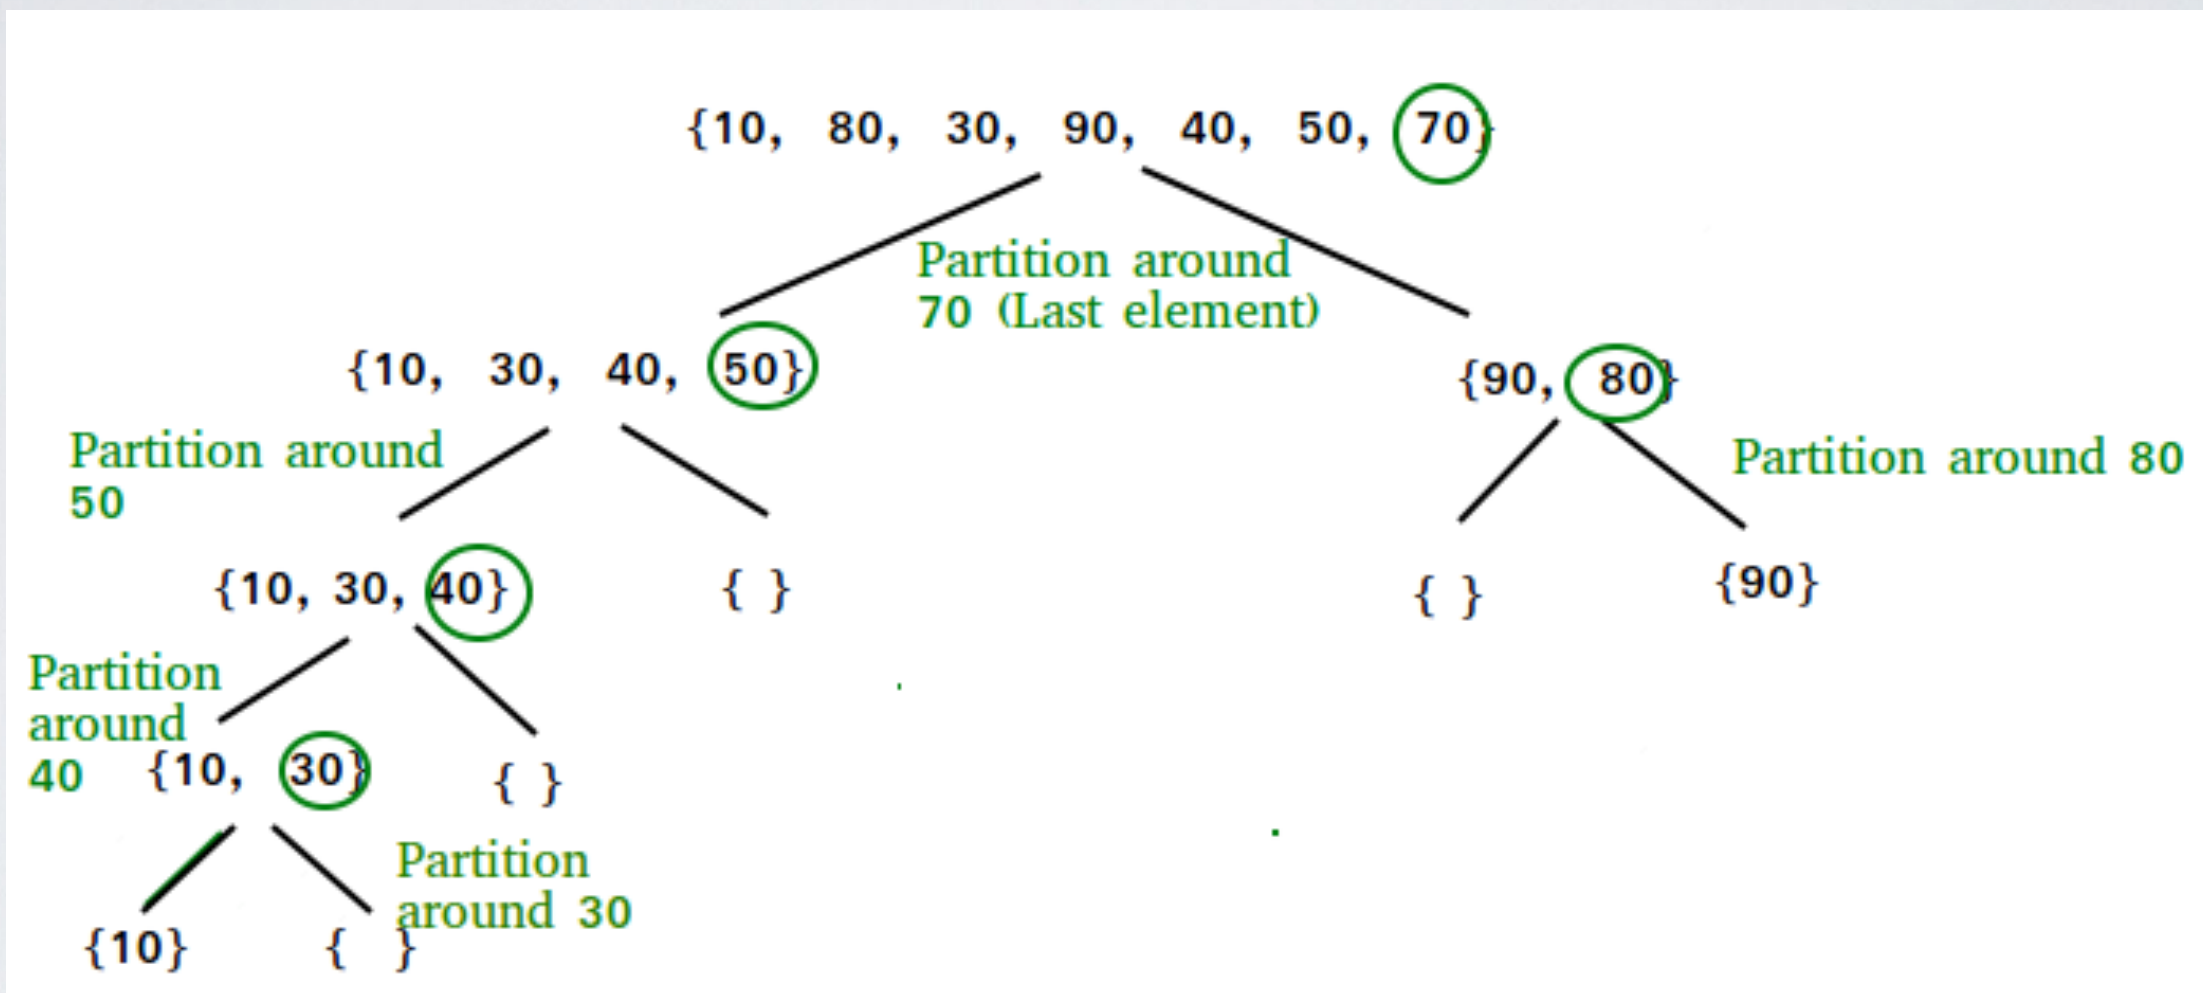 {10, 80, 30, 90, 40, 50, 70}
Partition around
70 (Last element)
{10, 30, 40, 50}
{90, 80}
Partition around
50
Partition around 80
{10, 30, 40}
{ }
{ }
{90}
Partition
around
40
{10, 30}
{ }
Partition
around 30
{10}
{ }